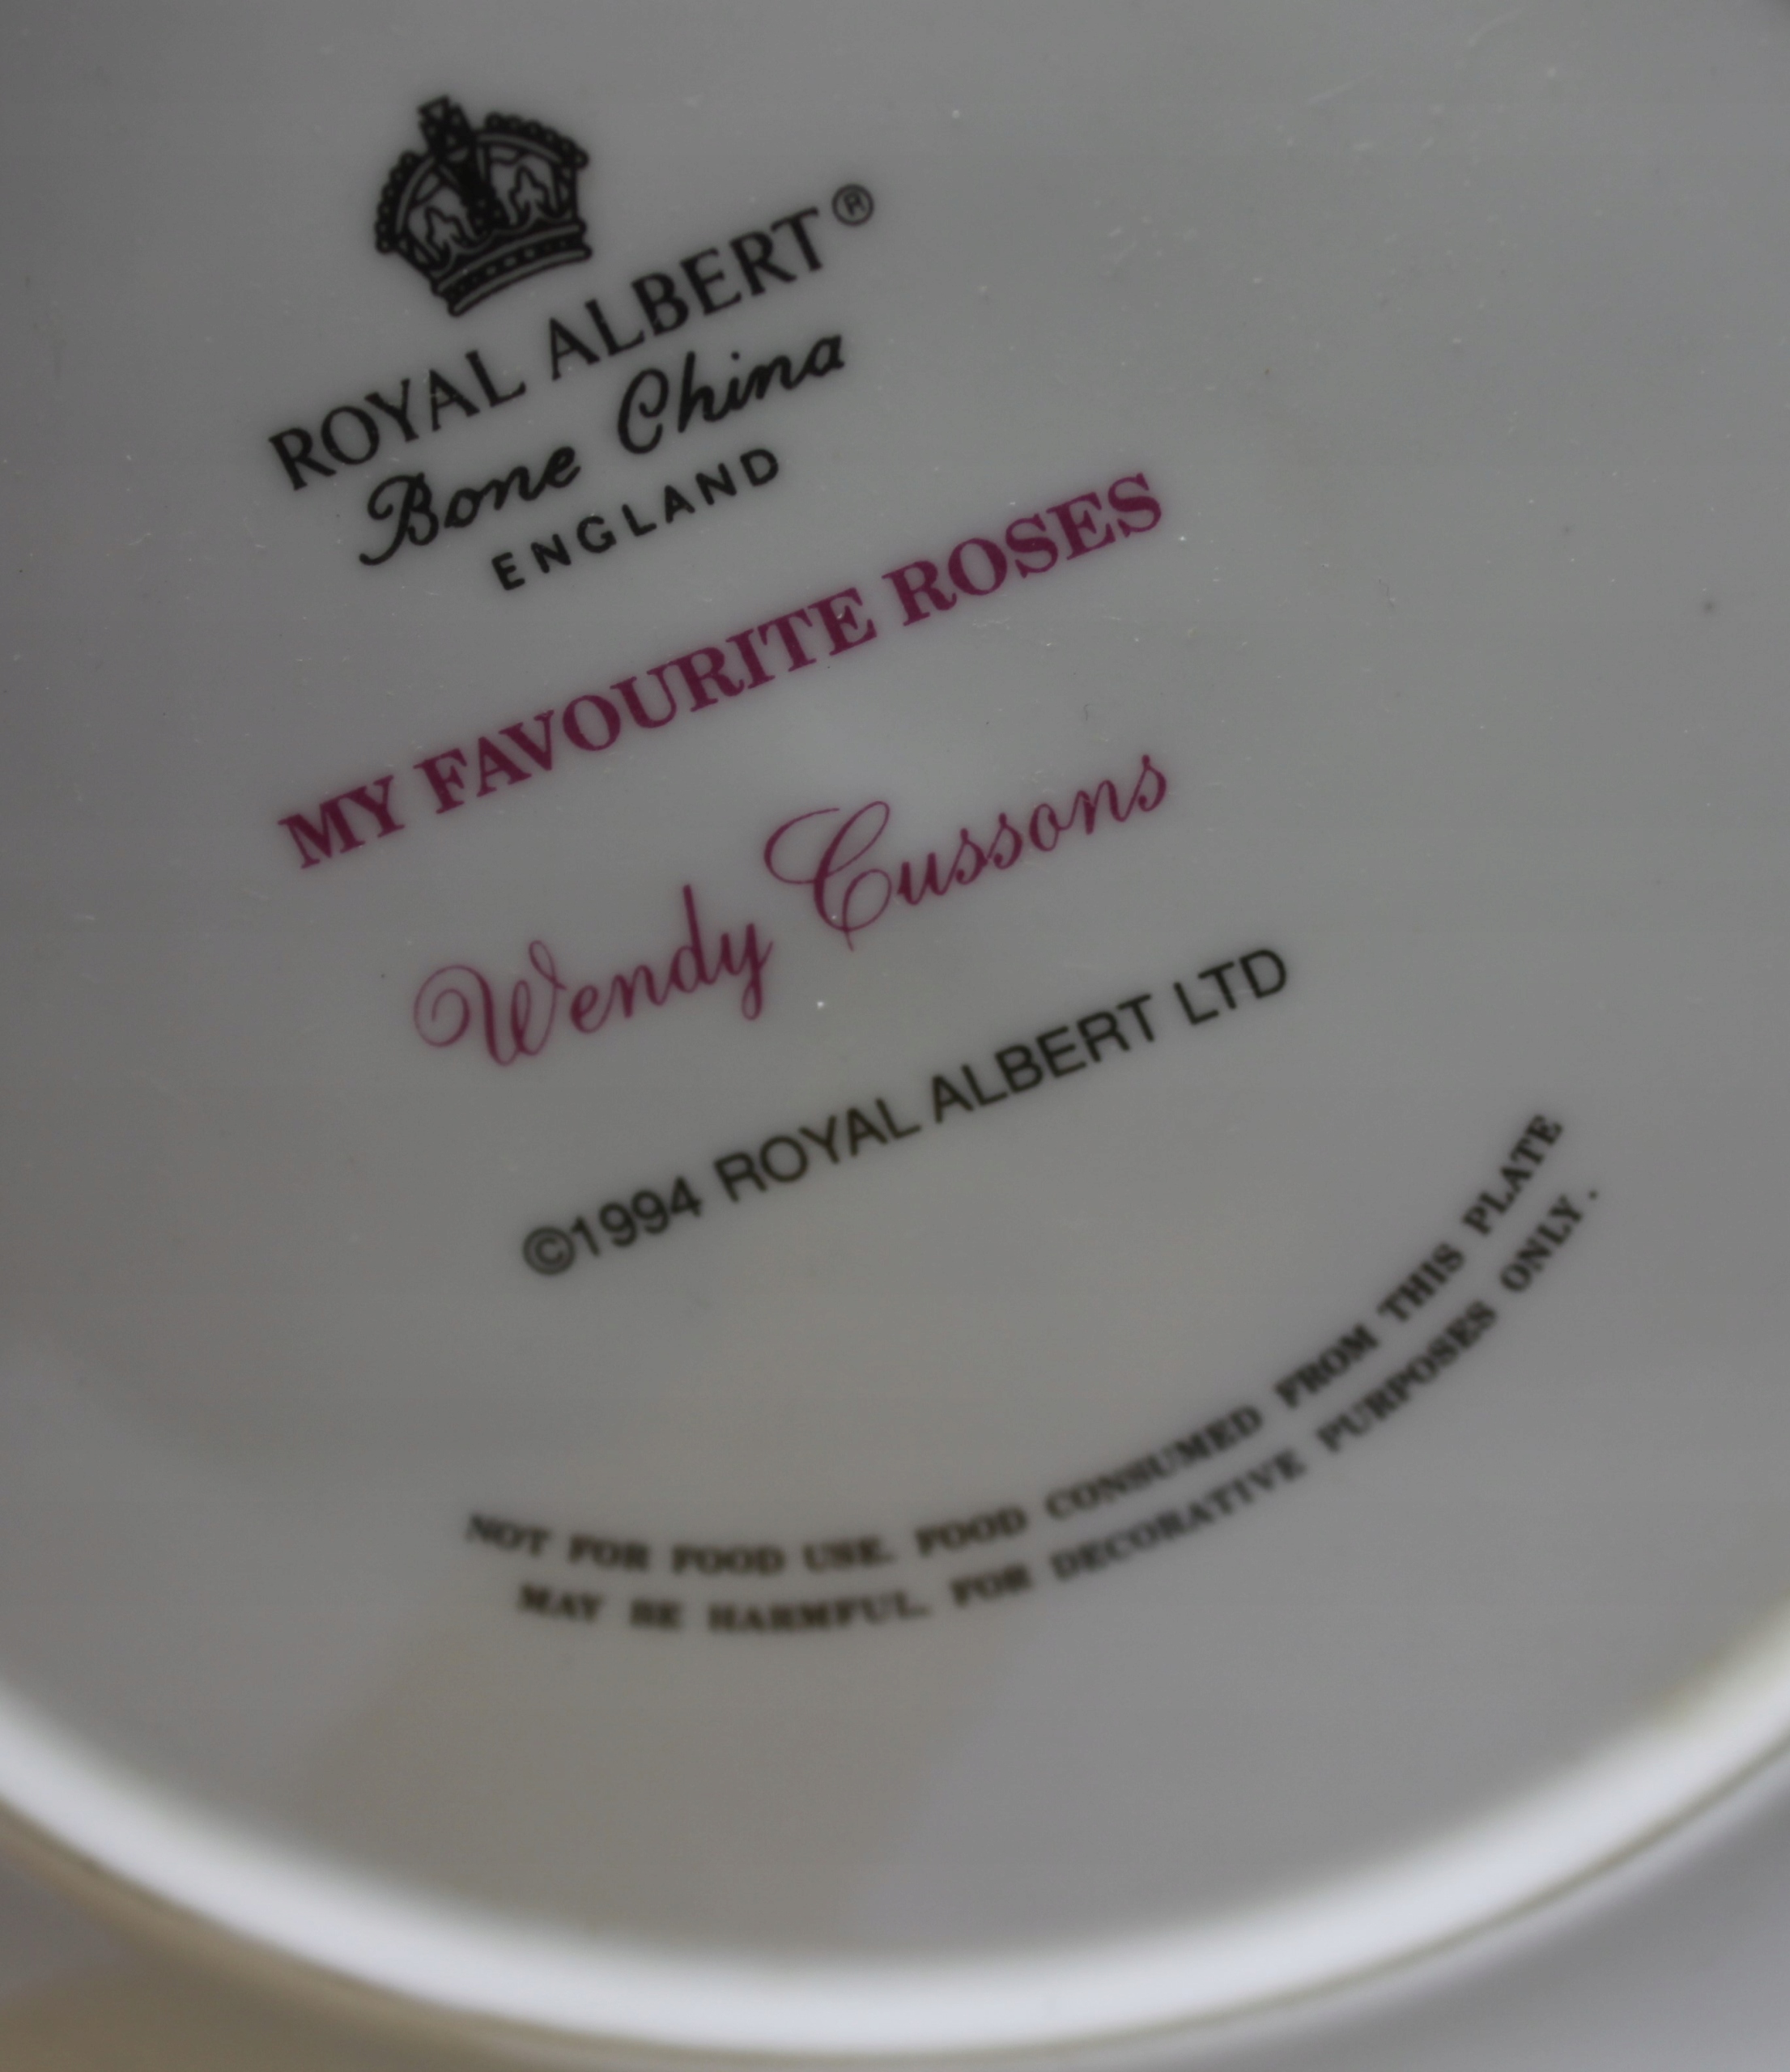 ROYAL ALBERT®
Bone China
ENGLAND
MY FAVOURITE ROSES
Wendy Cussons
©1994 ROYAL ALBERT LTD
NOT FOR FOOD USE. FOOD CONSUMED FROM THIS PLATE
MAY BE HARMFUL. FOR DECORATIVE PURPOSES ONLY.